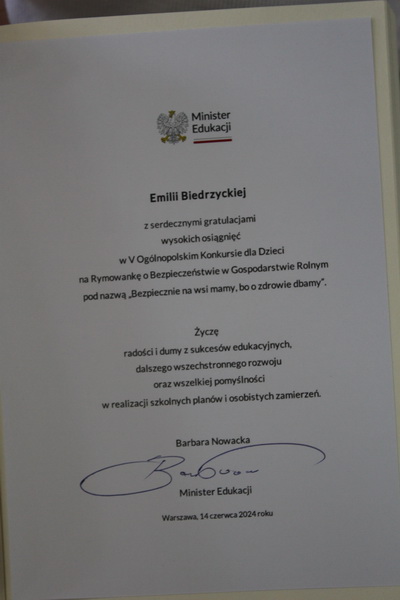 Minister
Edukacji
Emilii Biedrzyckiej
z serdecznymi gratulacjami
wysokich osiągnięć
w V Ogólnopolskim Konkursie dla Dzieci
na Rymowankę o Bezpieczeństwie w Gospodarstwie Rolnym
pod nazwą „Bezpiecznie na wsi mamy, bo o zdrowie dbamy”.
Życzę
radości i dumy z sukcesów edukacyjnych,
dalszego wszechstronnego rozwoju
oraz wszelkiej pomyślności
w realizacji szkolnych planów i osobistych zamierzeń.
Barbara Nowacka
Minister Edukacji
Warszawa, 14 czerwca 2024 roku